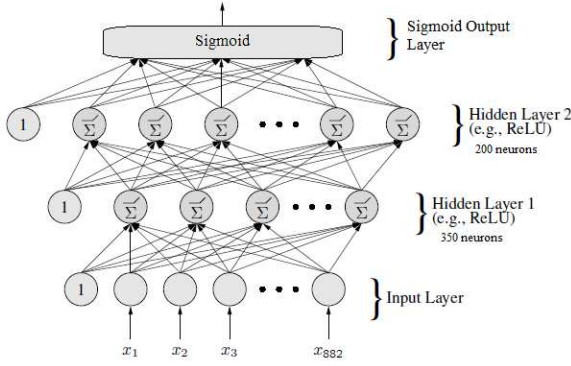 Sigmoid
Sigmoid Output
Layer
1
Σ Σ Σ • • • Σ Σ
Hidden Layer 2
(e.g., ReLU)
200 neurons
1
Σ Σ Σ • • • Σ
Hidden Layer 1
(e.g., ReLU)
350 neurons
1
• • •
Input Layer
x₁ x₂ x₃ x₈₈₂